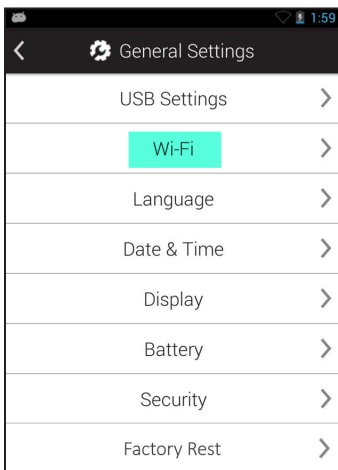 1:59
General Settings
USB Settings
Wi-Fi
Language
Date & Time
Display
Battery
Security
Factory Rest